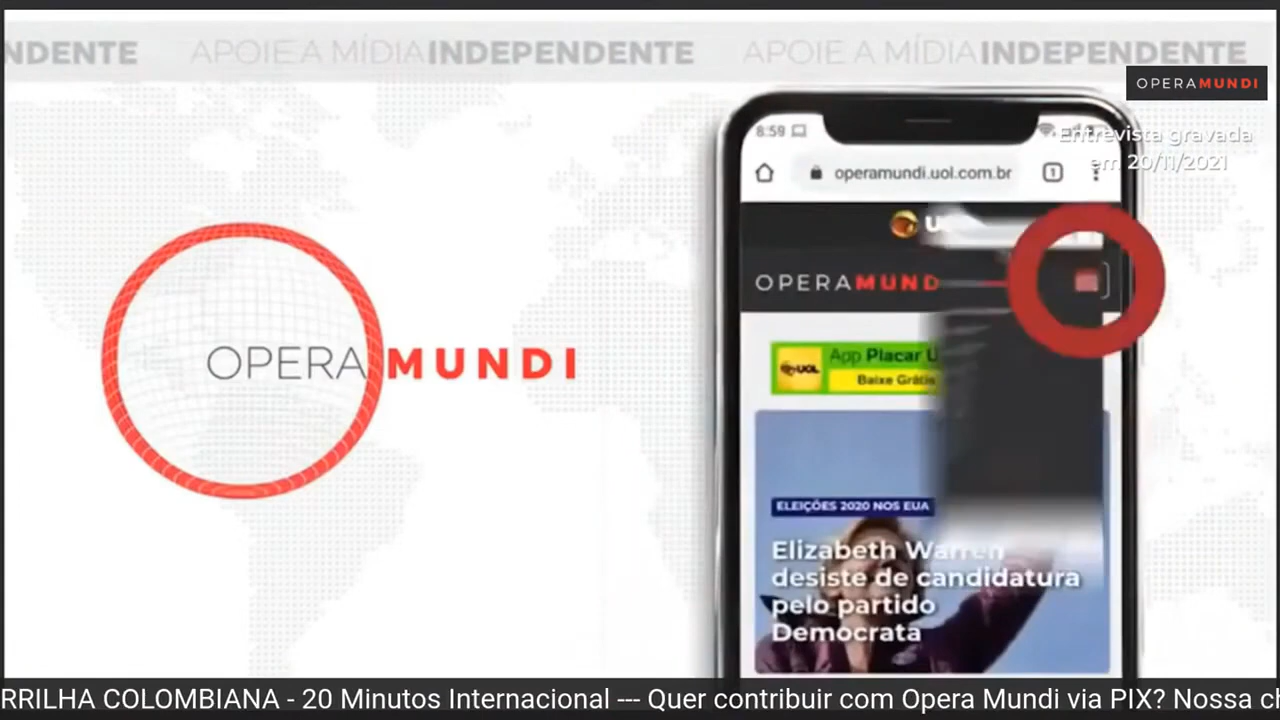 NDENTE APOIE A MÍDIA INDEPENDENTE APOIE A MÍDIA INDEPENDENTE
OPERAMUNDI
Entrevista gravada
em 20/11/2021
8:59
operamundi.uol.com.br
1
OPERAMUNDI
OPERAMUND
App Placar U
UOL
Baixe Grátis
ELEIÇÕES 2020 NOS EUA
Elizabeth Warren
desiste de candidatura
pelo partido
Democrata
RRILHA COLOMBIANA - 20 Minutos Internacional --- Quer contribuir com Opera Mundi via PIX? Nossa ch